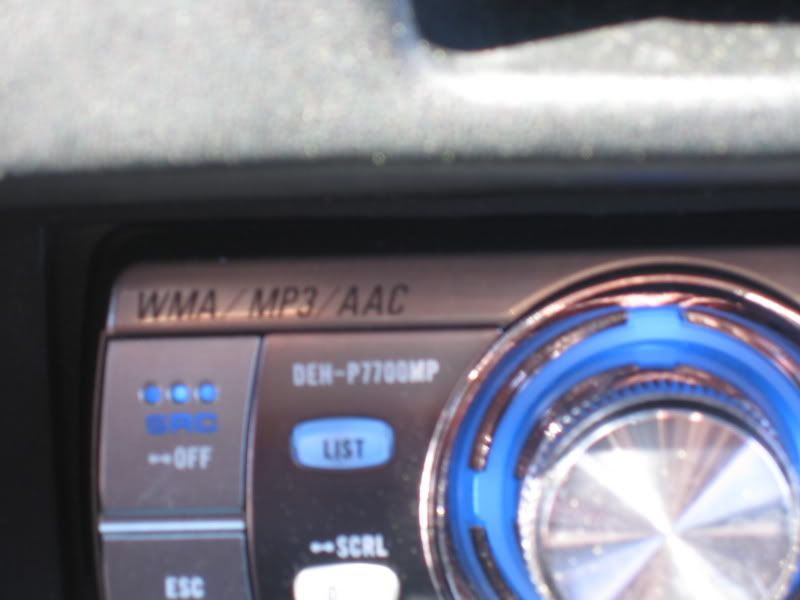 WMA/MP3/AAC
DEH-P7700MP
SRC
OFF
LIST
SCRL
ESC